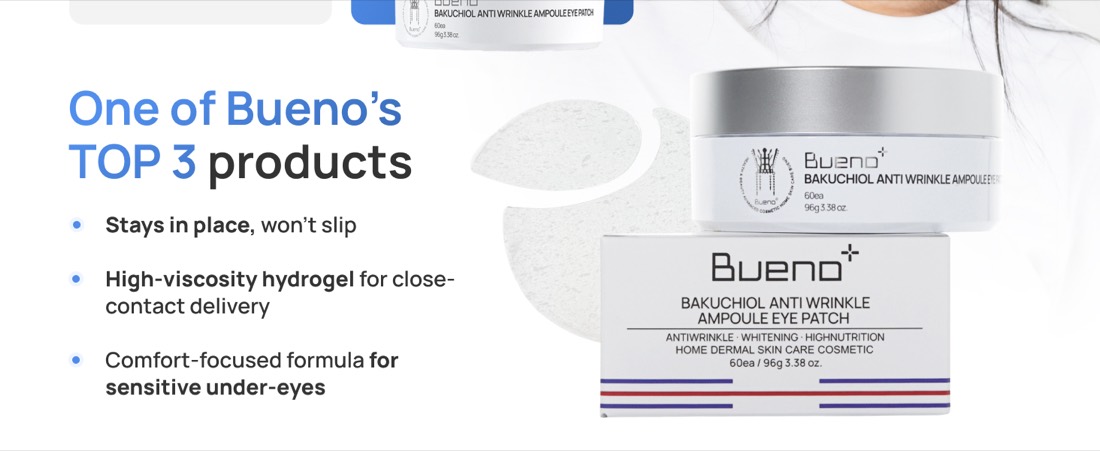 Bueno
BAKUCHIOL ANTI WRINKLE AMPOULE EYE PATCH
60ea
96g 3.38 oz.
One of Bueno’s
TOP 3 products
Stays in place, won’t slip
High-viscosity hydrogel for close-
contact delivery
Comfort-focused formula for
sensitive under-eyes
Bueno+
BAKUCHIOL ANTI WRINKLE AMPOULE EYE
60ea
96g 3.38 oz.
Bueno+
Bueno+
BAKUCHIOL ANTI WRINKLE
AMPOULE EYE PATCH
ANTIWRINKLE · WHITENING · HIGHNUTRITION
HOME DERMAL SKIN CARE COSMETIC
60ea / 96g 3.38 oz.